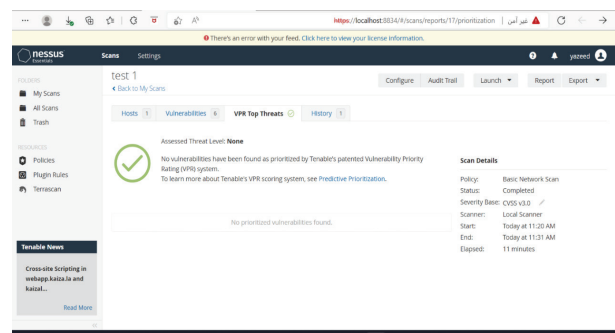 https://localhost:8834/#/scans/reports/17/prioritization
غير آمن
There's an error with your feed. Click here to view your license information.
nessus
Essentials
Scans
Settings
yazeed
FOLDERS
My Scans
All Scans
Trash
RESOURCES
Policies
Plugin Rules
Terrascan
Tenable News
Cross-site Scripting in
webapp.kaiza.la and
kaizal...
Read More
test 1
Back to My Scans
Configure
Audit Trail
Launch
Report
Export
Hosts 1
Vulnerabilities 6
VPR Top Threats
History 1
Assessed Threat Level: None
No vulnerabilities have been found as prioritized by Tenable's patented Vulnerability Priority
Rating (VPR) system.
To learn more about Tenable's VPR scoring system, see Predictive Prioritization.
No prioritized vulnerabilities found.
Scan Details
Policy: Basic Network Scan
Status: Completed
Severity Base: CVSS v3.0
Scanner: Local Scanner
Start: Today at 11:20 AM
End: Today at 11:31 AM
Elapsed: 11 minutes